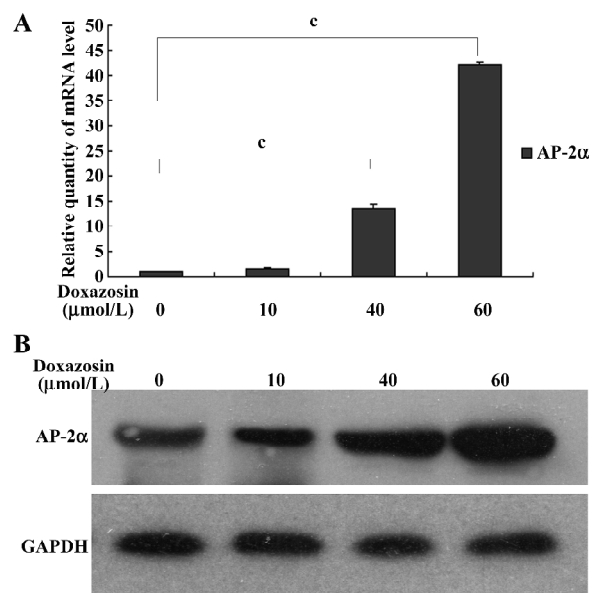 A
c
50
45
40
35
30
25
20
15
10
5
0
Relative quantity of mRNA level
c
AP-2α
Doxazosin
(μmol/L) 0 10 40 60
B
Doxazosin
(μmol/L) 0 10 40 60
AP-2α
GAPDH